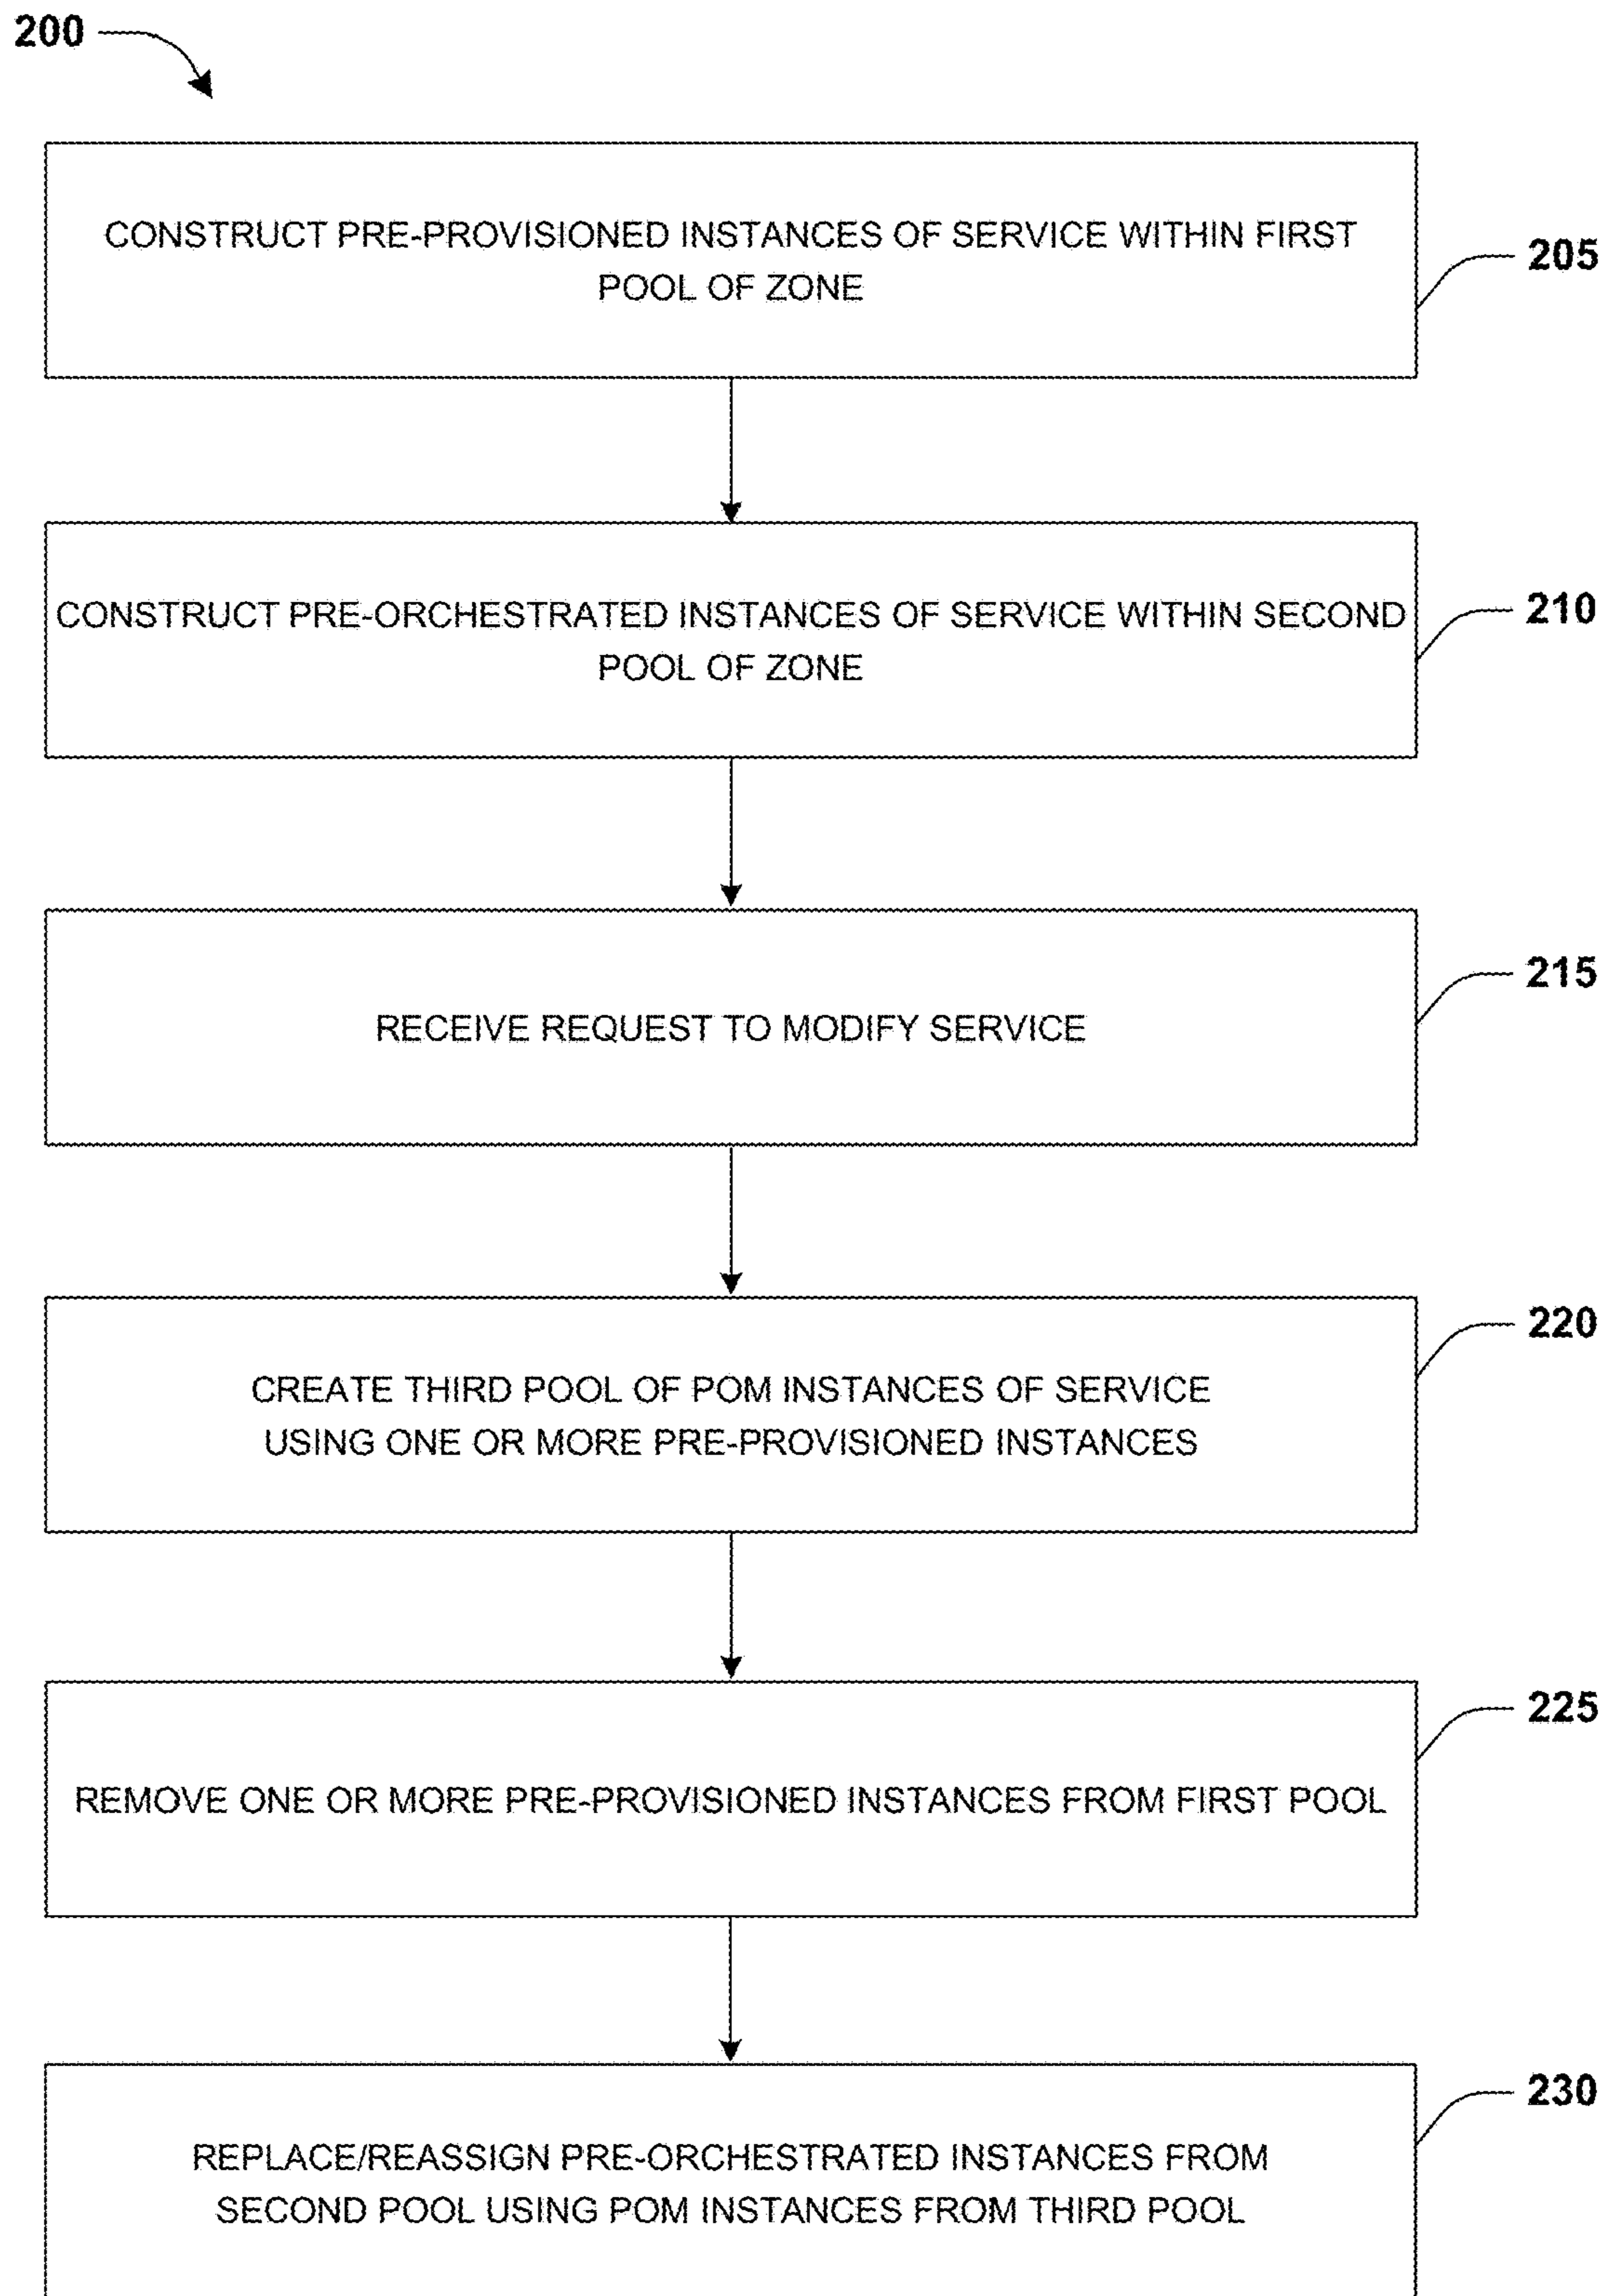 200
CONSTRUCT PRE-PROVISIONED INSTANCES OF SERVICE WITHIN FIRST
POOL OF ZONE
205
CONSTRUCT PRE-ORCHESTRATED INSTANCES OF SERVICE WITHIN SECOND
POOL OF ZONE
210
RECEIVE REQUEST TO MODIFY SERVICE
215
CREATE THIRD POOL OF POM INSTANCES OF SERVICE
USING ONE OR MORE PRE-PROVISIONED INSTANCES
220
REMOVE ONE OR MORE PRE-PROVISIONED INSTANCES FROM FIRST POOL
225
REPLACE/REASSIGN PRE-ORCHESTRATED INSTANCES FROM
SECOND POOL USING POM INSTANCES FROM THIRD POOL
230